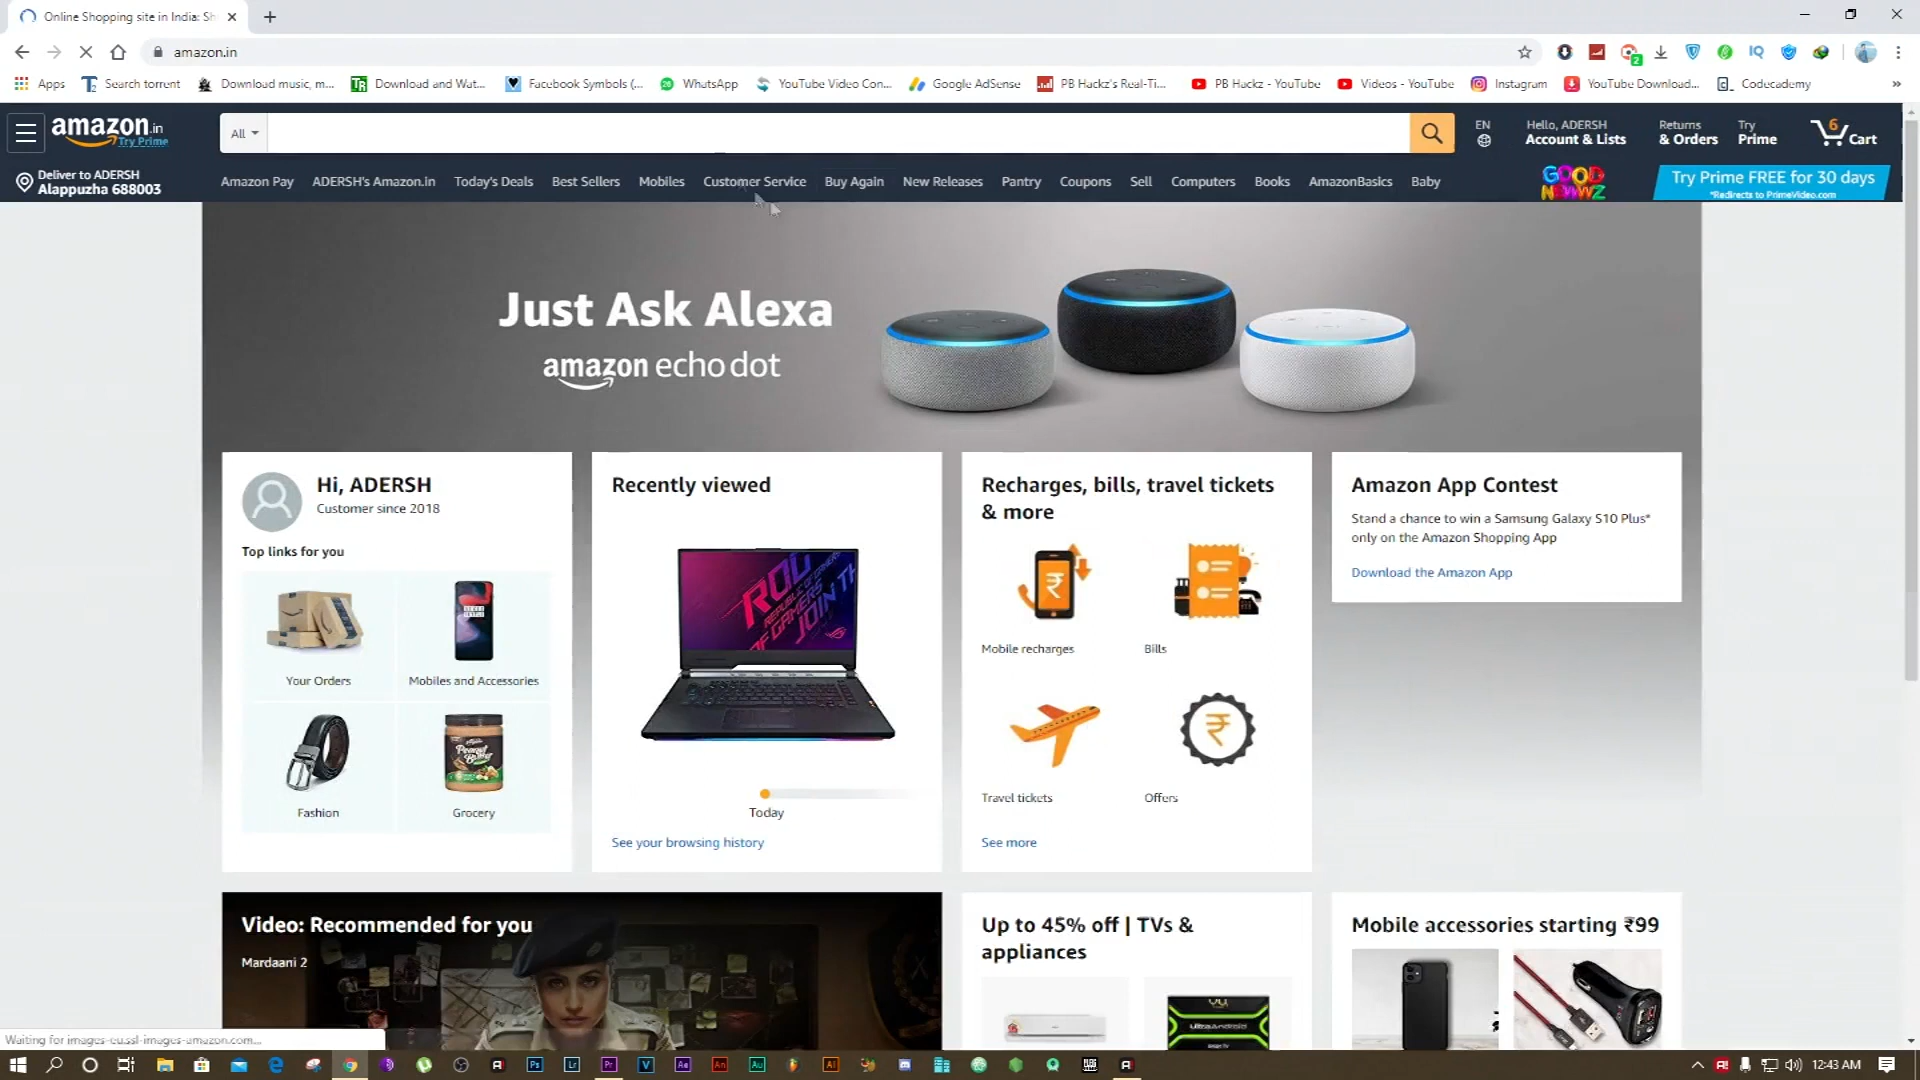 Online Shopping site in India: Sh
amazon.in
Apps
Search torrent
Download music, m...
Download and Wat...
Facebook Symbols (...
WhatsApp
YouTube Video Con...
Google AdSense
PB Hackz's Real-Ti...
PB Hackz - YouTube
Videos - YouTube
Instagram
YouTube Download...
Codecademy
amazon.in
Try Prime
All
EN
Hello, ADERSH
Account & Lists
Returns
& Orders
Try
Prime
6
Cart
Deliver to ADERSH
Alappuzha 688003
Amazon Pay
ADERSH's Amazon.in
Today's Deals
Best Sellers
Mobiles
Customer Service
Buy Again
New Releases
Pantry
Coupons
Sell
Computers
Books
AmazonBasics
Baby
GOOD
NEWWZ
Try Prime FREE for 30 days
*Redirects to PrimeVideo.com
Just Ask Alexa
amazon echo dot
Hi, ADERSH
Customer since 2018
Top links for you
Your Orders
Mobiles and Accessories
Fashion
Grocery
Recently viewed
ROG
REPUBLIC OF GAMERS
JOIN TH
Today
See your browsing history
Recharges, bills, travel tickets
& more
Mobile recharges
Bills
Travel tickets
Offers
See more
Amazon App Contest
Stand a chance to win a Samsung Galaxy S10 Plus*
only on the Amazon Shopping App
Download the Amazon App
Video: Recommended for you
Mardaani 2
Up to 45% off | TVs &
appliances
UltraAndroid
Mobile accessories starting ₹99
Waiting for images-eu.ssl-images-amazon.com...
12:43 AM